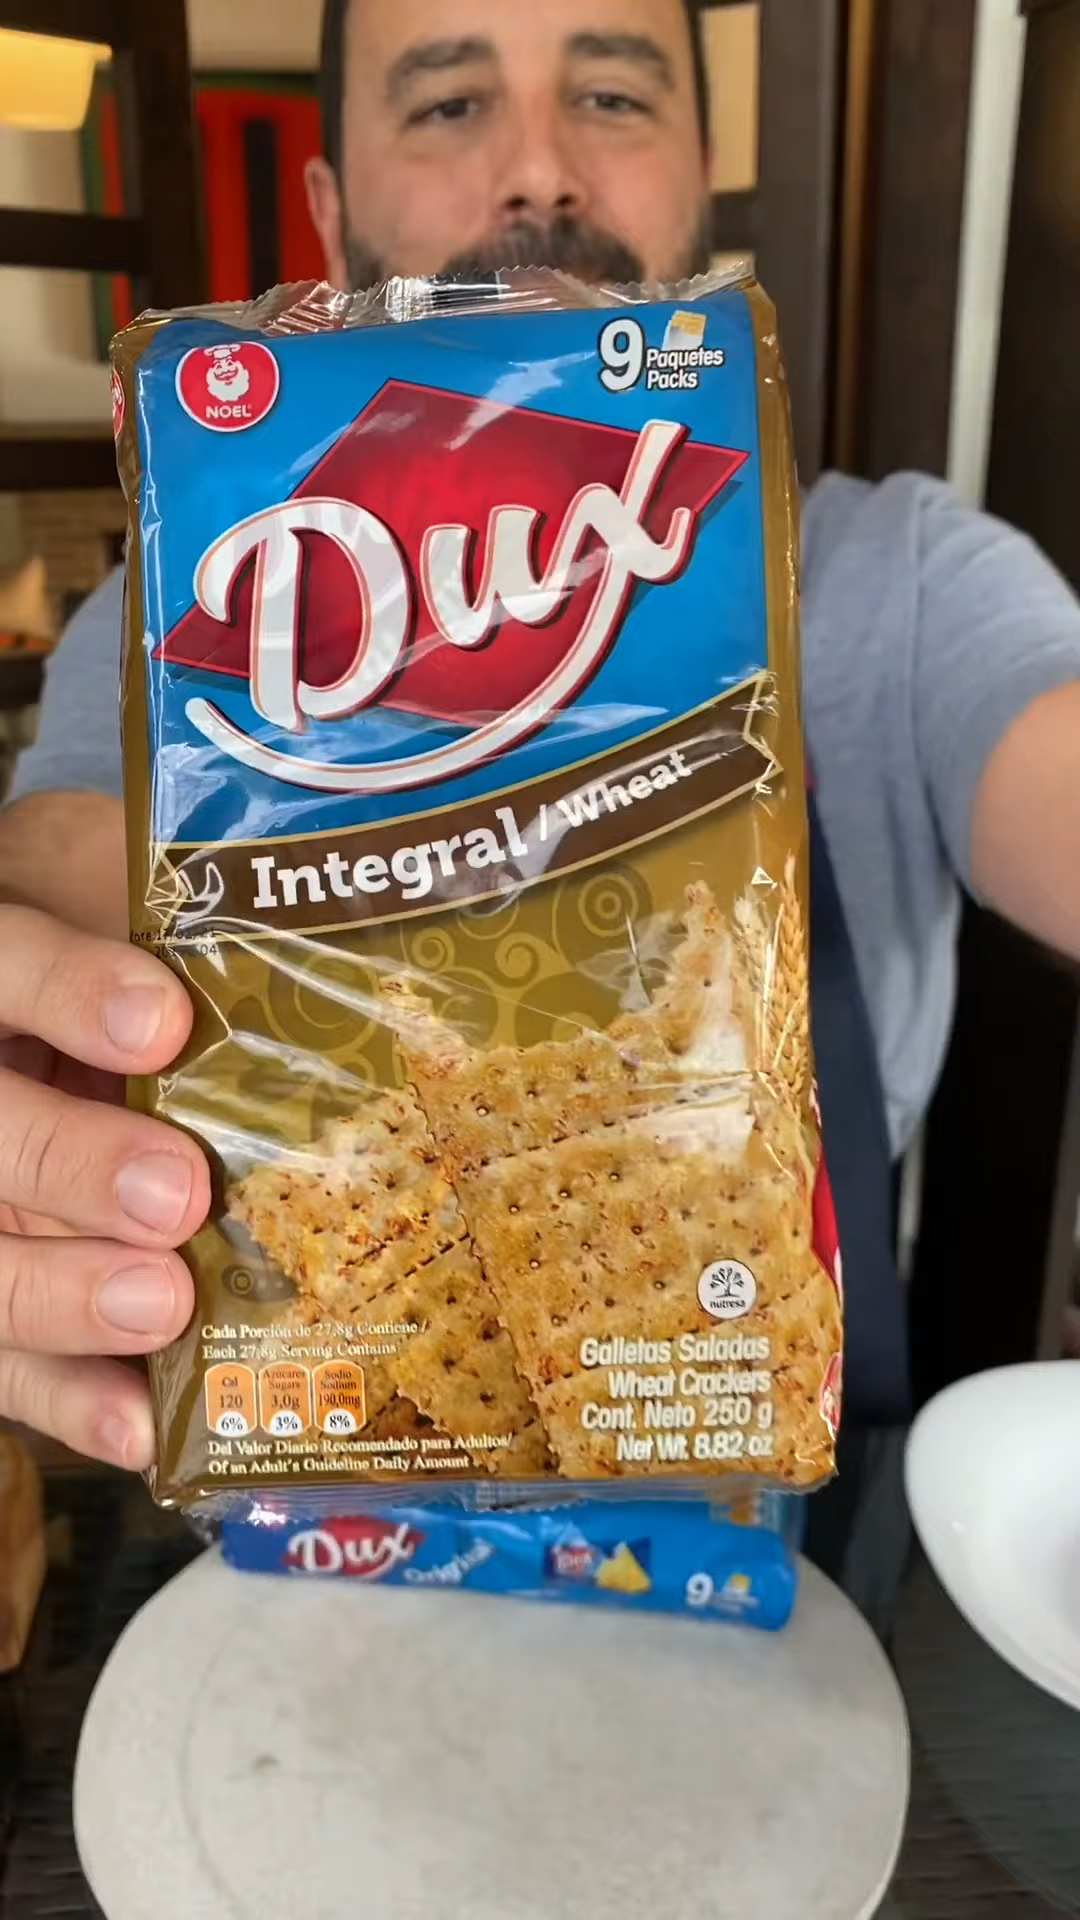 NOEL
9 Paquetes
Packs
Dux
Integral / Wheat
nutresa
Cada Porción de 27,8g Contiene /
Each 27,8g Serving Contains
Cal
120
6%
Azúcares
Sugars
3,0g
3%
Sodio
Sodium
190,0mg
8%
Del Valor Diario Recomendado para Adultos/
Of an Adult's Guideline Daily Amount
Galletas Saladas
Wheat Crackers
Cont. Neto 250 g
Net Wt. 8.82 oz
Dux
Original
9